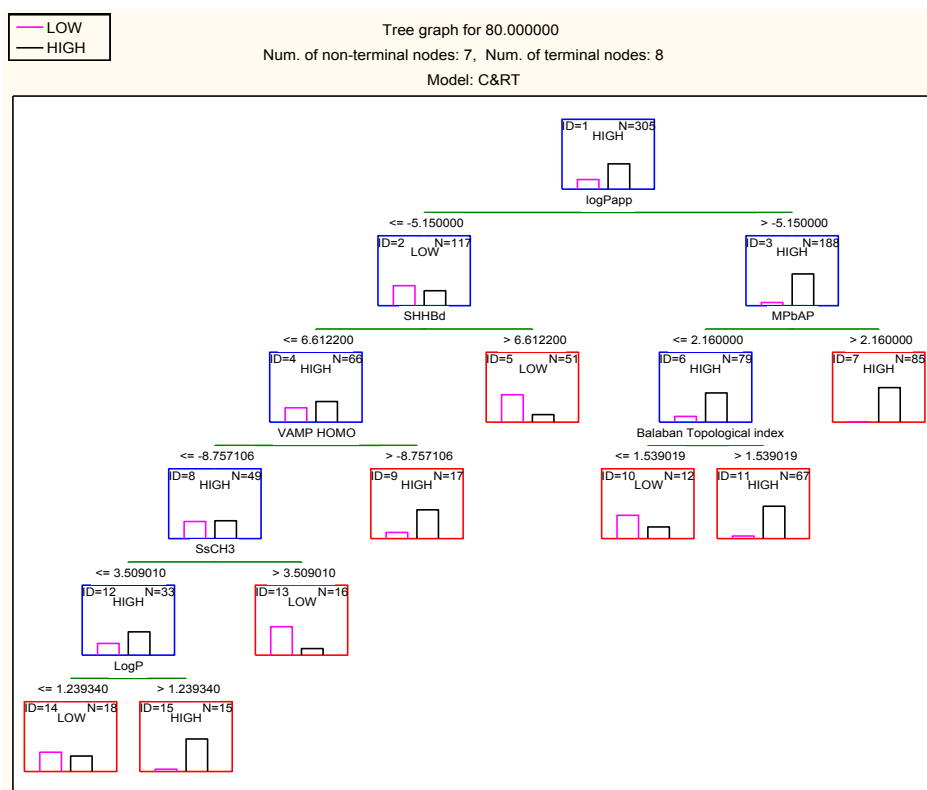 LOW
HIGH
Tree graph for 80.000000
Num. of non-terminal nodes: 7, Num. of terminal nodes: 8
Model: C&RT
ID=1 N=305
HIGH
logPapp
<= -5.150000 > -5.150000
ID=2 N=117 ID=3 N=188
LOW HIGH
SHHBd MPbAP
<= 6.612200 > 6.612200 <= 2.160000 > 2.160000
ID=4 N=66 ID=5 N=51 ID=6 N=79 ID=7 N=85
HIGH LOW HIGH HIGH
VAMP HOMO Balaban Topological index
<= -8.757106 > -8.757106 <= 1.539019 > 1.539019
ID=8 N=49 ID=9 N=17 ID=10 N=12 ID=11 N=67
HIGH HIGH LOW HIGH
SsCH3
<= 3.509010 > 3.509010
ID=12 N=33 ID=13 N=16
HIGH LOW
LogP
<= 1.239340 > 1.239340
ID=14 N=18 ID=15 N=15
LOW HIGH